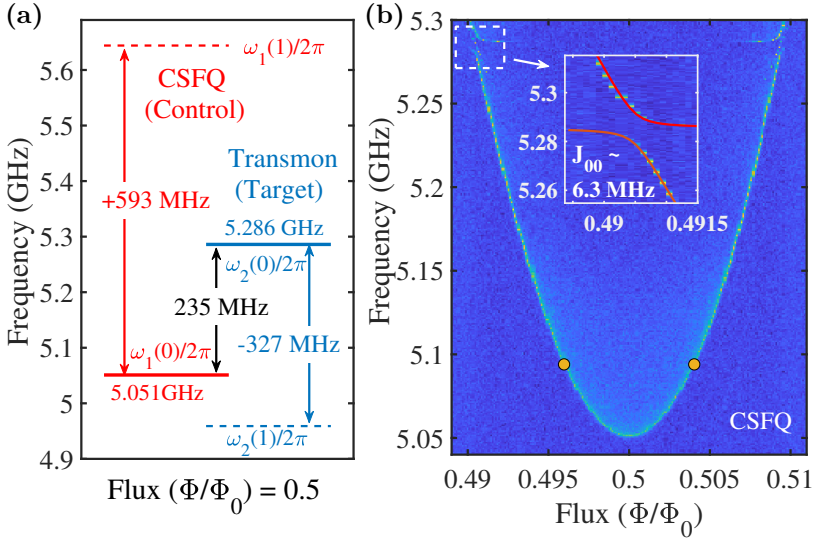 (a)
Frequency (GHz)
5.6
5.5
5.4
5.3
5.2
5.1
5
4.9
ω₁(1)/2π
CSFQ
(Control)
+593 MHz
Transmon
(Target)
5.286 GHz
ω₂(0)/2π
235 MHz
-327 MHz
ω₁(0)/2π
5.051GHz
ω₂(1)/2π
Flux (Φ/Φ₀) = 0.5
(b)
Frequency (GHz)
5.3
5.25
5.2
5.15
5.1
5.05
5.3
5.28
5.26
J₀₀ ~
6.3 MHz
0.49
0.4915
CSFQ
0.49
0.495
0.5
0.505
0.51
Flux (Φ/Φ₀)